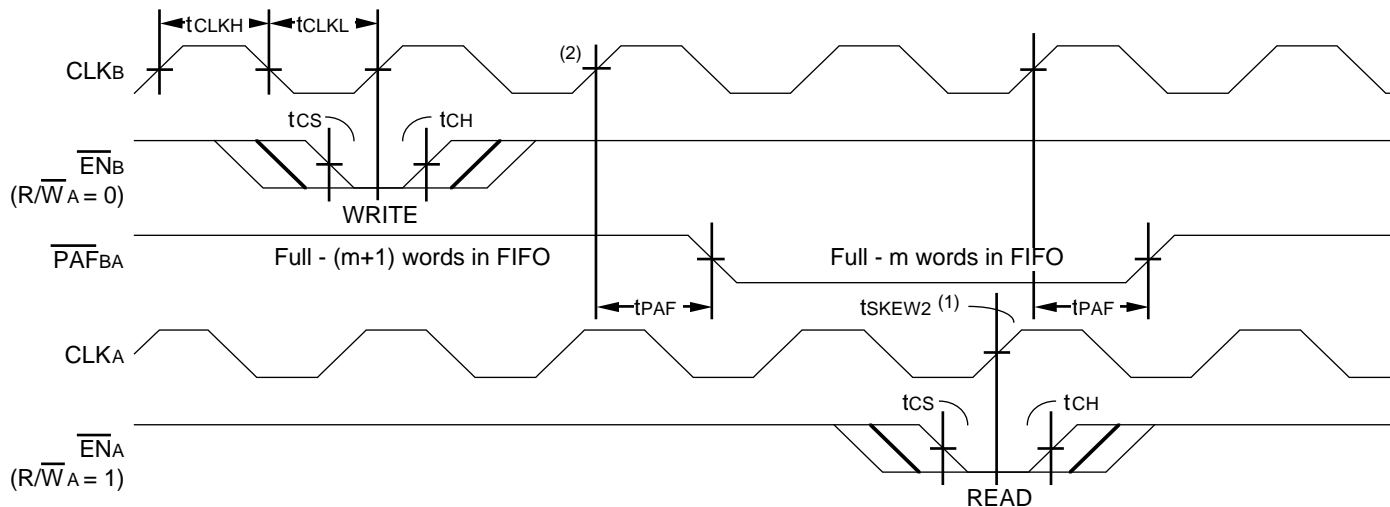 tCLKH tCLKL
CLKB (2)
tCS tCH
ENB
(R/WA = 0)
WRITE
PAFBA Full - (m+1) words in FIFO Full - m words in FIFO
tPAF tSKEW2 (1) tPAF
CLKA
tCS tCH
ENA
(R/WA = 1)
READ